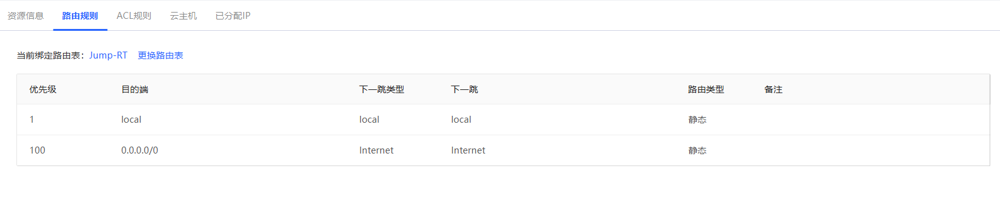 资源信息 路由规则 ACL规则 云主机 已分配IP
当前绑定路由表：Jump-RT 更换路由表
优先级 目的端 下一跳类型 下一跳 路由类型 备注
1 local local local 静态
100 0.0.0.0/0 Internet Internet 静态